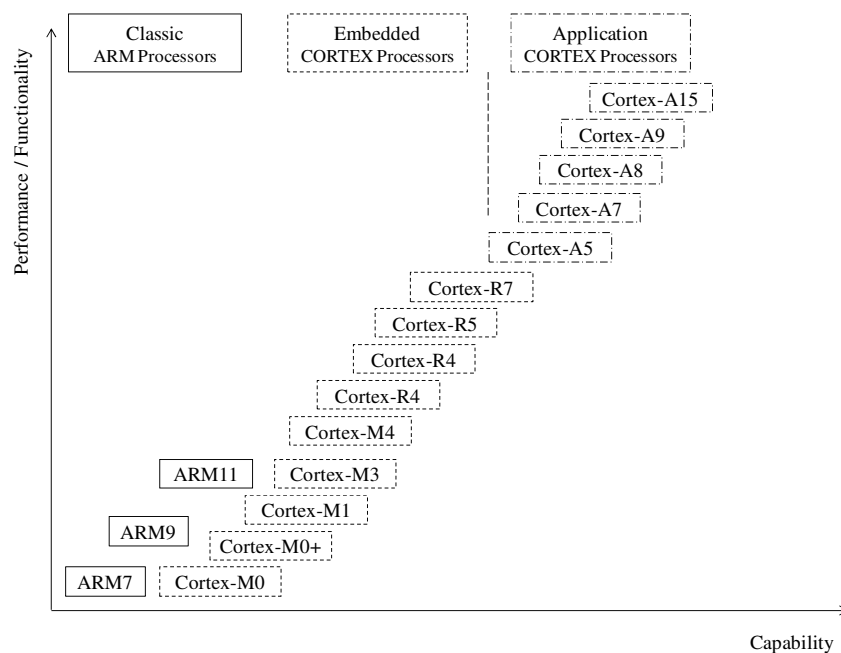 Classic
ARM Processors
Embedded
CORTEX Processors
Application
CORTEX Processors
Performance / Functionality
Cortex-A15
Cortex-A9
Cortex-A8
Cortex-A7
Cortex-A5
Cortex-R7
Cortex-R5
Cortex-R4
Cortex-R4
Cortex-M4
ARM11
Cortex-M3
Cortex-M1
ARM9
Cortex-M0+
ARM7
Cortex-M0
Capability